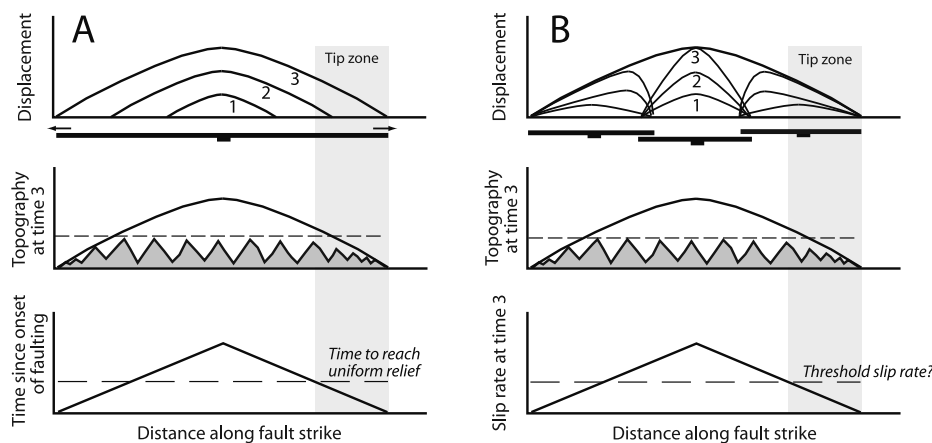 A
Displacement
Tip zone
3
2
1
Topography
at time 3
Time since onset
of faulting
Time to reach
uniform relief
Distance along fault strike
B
Displacement
Tip zone
3
2
1
Topography
at time 3
Slip rate at time 3
Threshold slip rate?
Distance along fault strike